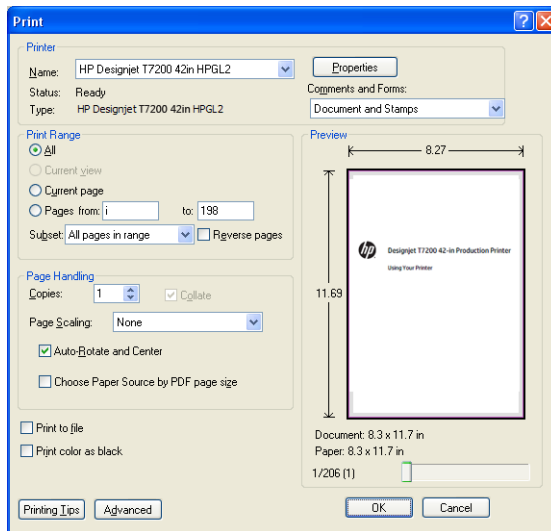 Print
Printer
Name: HP Designjet T7200 42in HPGL2
Properties
Status: Ready
Comments and Forms:
Type: HP Designjet T7200 42in HPGL2
Document and Stamps
Print Range
All
Current view
Current page
Pages from: i to: 198
Subset: All pages in range Reverse pages
Page Handling
Copies: 1 Collate
Page Scaling: None
Auto-Rotate and Center
Choose Paper Source by PDF page size
Print to file
Print color as black
Preview
8.27
11.69
hp
Designjet T7200 42-in Production Printer
Using Your Printer
Document: 8.3 x 11.7 in
Paper: 8.3 x 11.7 in
1/206 (1)
Printing Tips Advanced OK Cancel